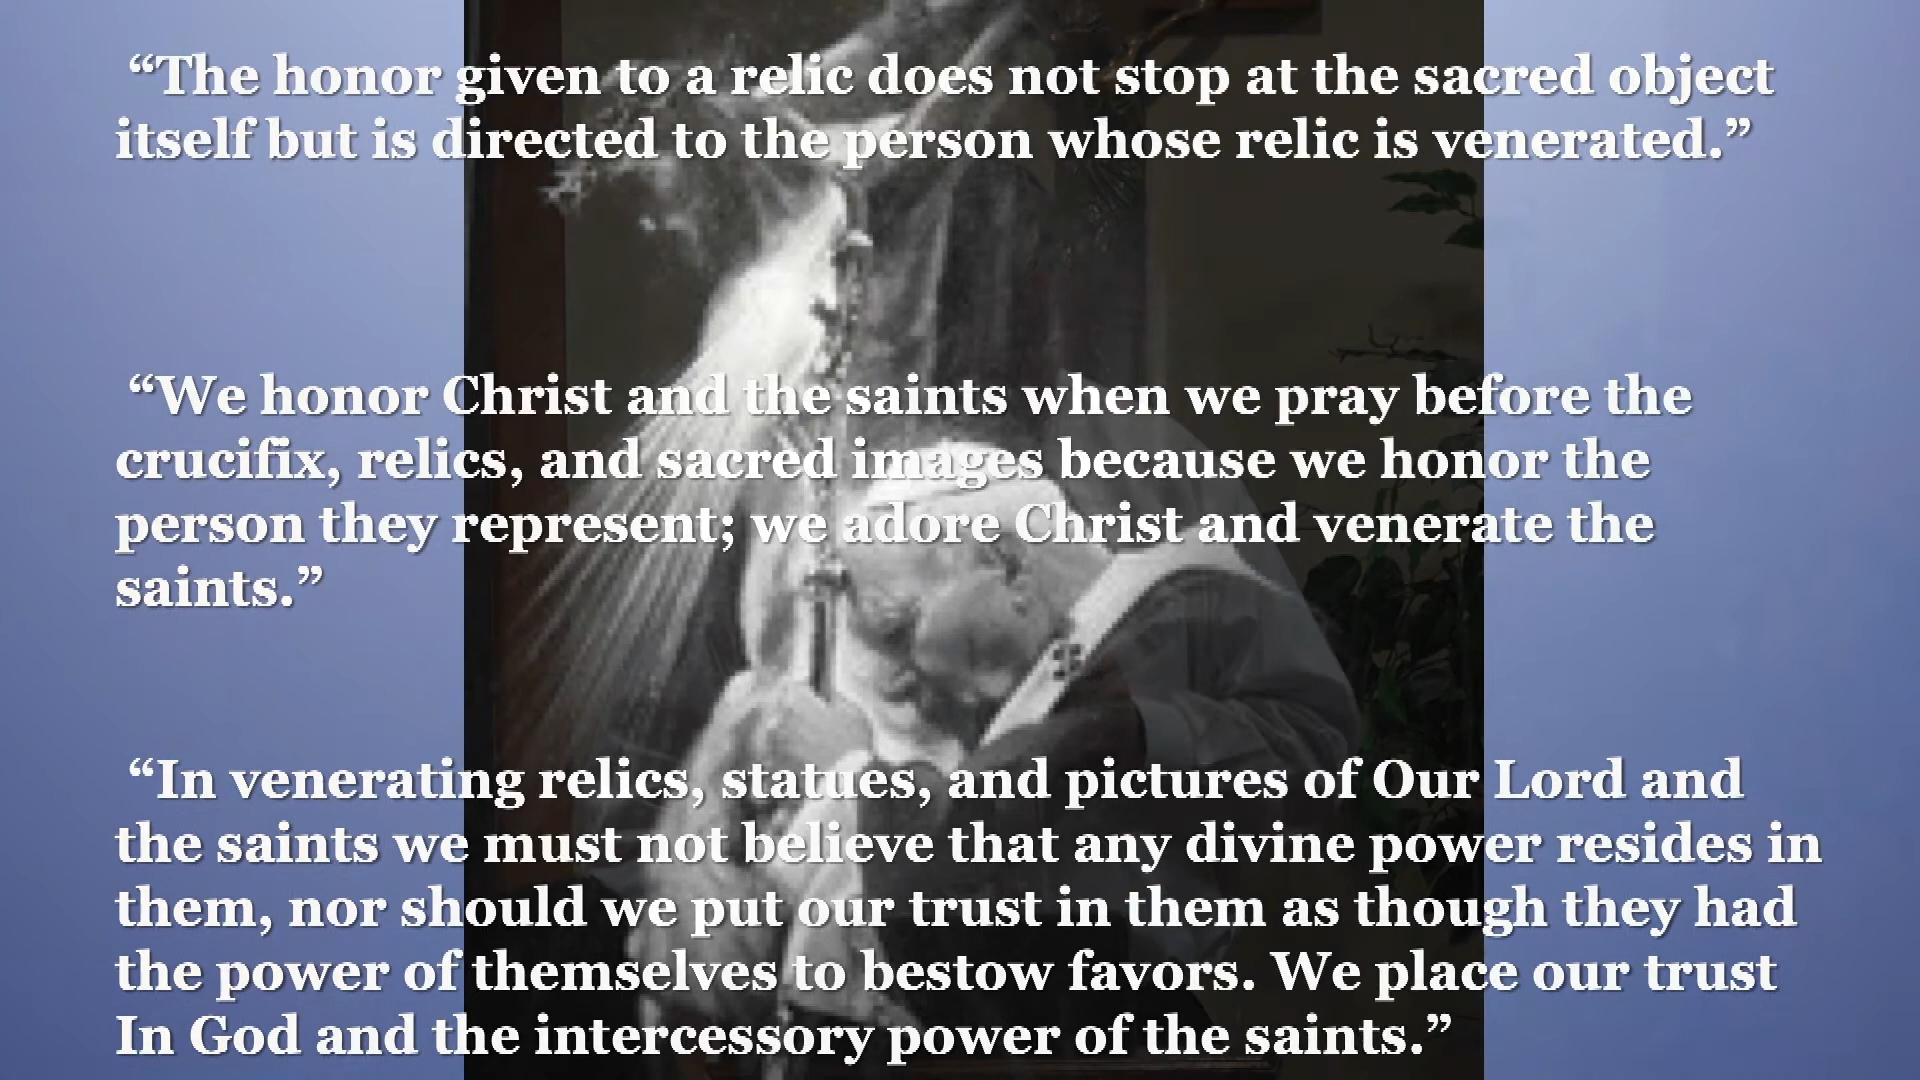 “The honor given to a relic does not stop at the sacred object
itself but is directed to the person whose relic is venerated.”
“We honor Christ and the saints when we pray before the
crucifix, relics, and sacred images because we honor the
person they represent; we adore Christ and venerate the
saints.”
“In venerating relics, statues, and pictures of Our Lord and
the saints we must not believe that any divine power resides in
them, nor should we put our trust in them as though they had
the power of themselves to bestow favors. We place our trust
In God and the intercessory power of the saints.”